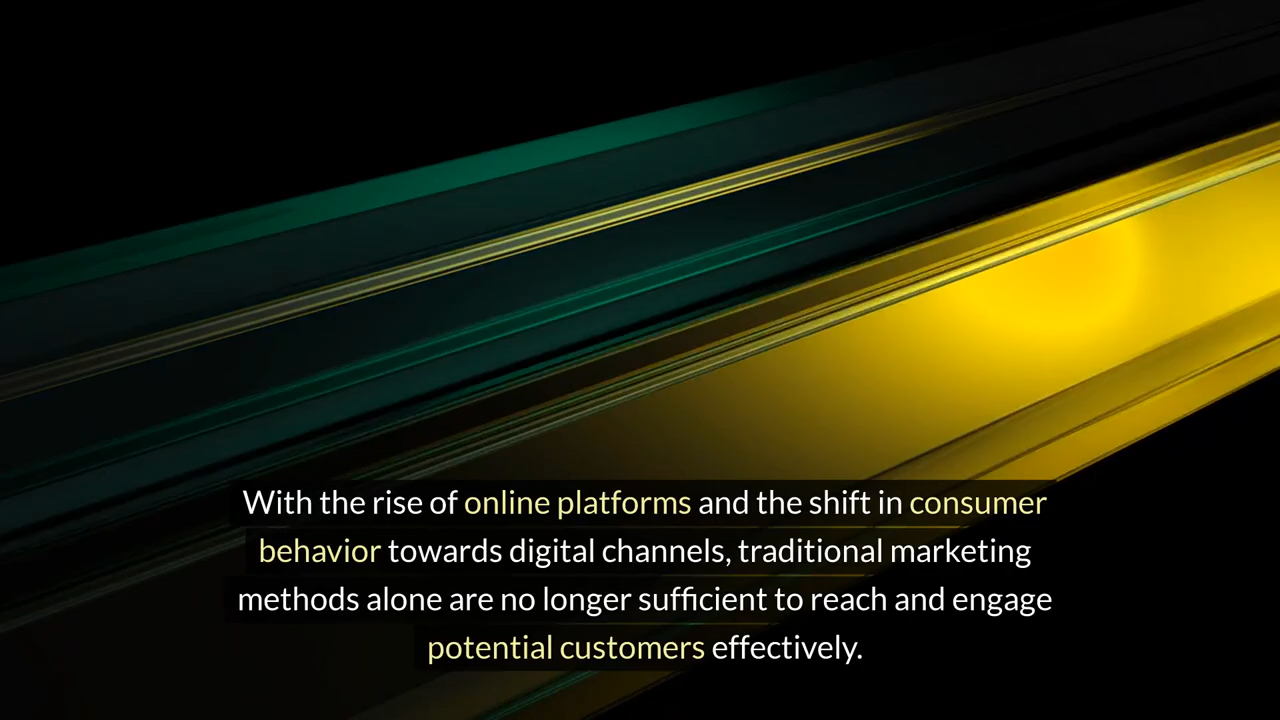 With the rise of online platforms and the shift in consumer
behavior towards digital channels, traditional marketing
methods alone are no longer sufficient to reach and engage
potential customers effectively.